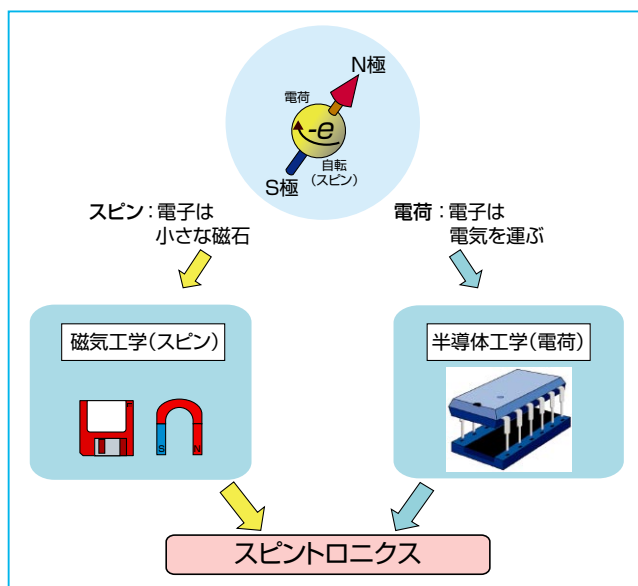 N極
電荷
-e
自転
(スピン)
S極
スピン：電子は
小さな磁石
電荷：電子は
電気を運ぶ
磁気工学(スピン)
半導体工学(電荷)
S
N
スピントロニクス